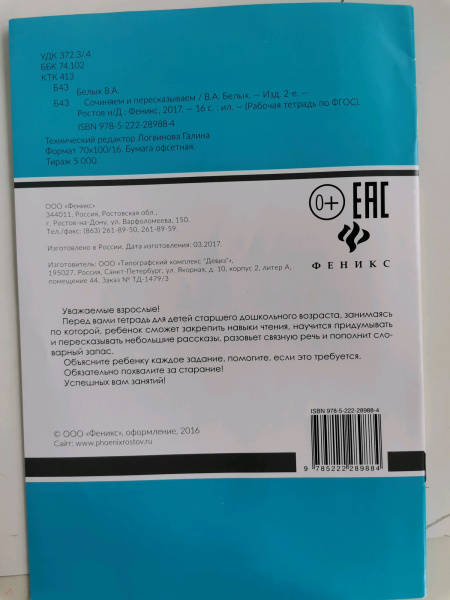 УДК 372.3/.4
ББК 74.102
КТК 413
Б43
Белых В.А.
Б43 Сочиняем и пересказываем / В.А. Белых. — Изд. 2-е. —
Ростов н/Д : Феникс, 2017. — 16 с. : ил. — (Рабочая тетрадь по ФГОС).
ISBN 978-5-222-28988-4
Технический редактор Логвинова Галина
Формат 70х100/16. Бумага офсетная.
Тираж 5 000.
ООО «Феникс»
344011, Россия, Ростовская обл.,
г. Ростов-на-Дону, ул. Варфоломеева, 150.
Тел./факс: (863) 261-89-50, 261-89-59.
Изготовлено в России. Дата изготовления: 03.2017.
Изготовитель: ООО «Типографский комплекс "Девиз"»,
195027, Россия, Санкт-Петербург, ул. Якорная, д. 10, корпус 2, литер А,
помещение 44. Заказ № ТД-1479/3
0+
ЕАС
ФЕНИКС
Уважаемые взрослые!
Перед вами тетрадь для детей старшего дошкольного возраста, занимаясь
по которой, ребенок сможет закрепить навыки чтения, научится придумывать
и пересказывать небольшие рассказы, разовьет связную речь и пополнит сло-
варный запас.
Объясните ребенку каждое задание, помогите, если это требуется.
Обязательно похвалите за старание!
Успешных вам занятий!
© ООО «Феникс», оформление, 2016
Сайт: www.phoenixrostov.ru
ISBN 978-5-222-28988-4
9 785222 289884